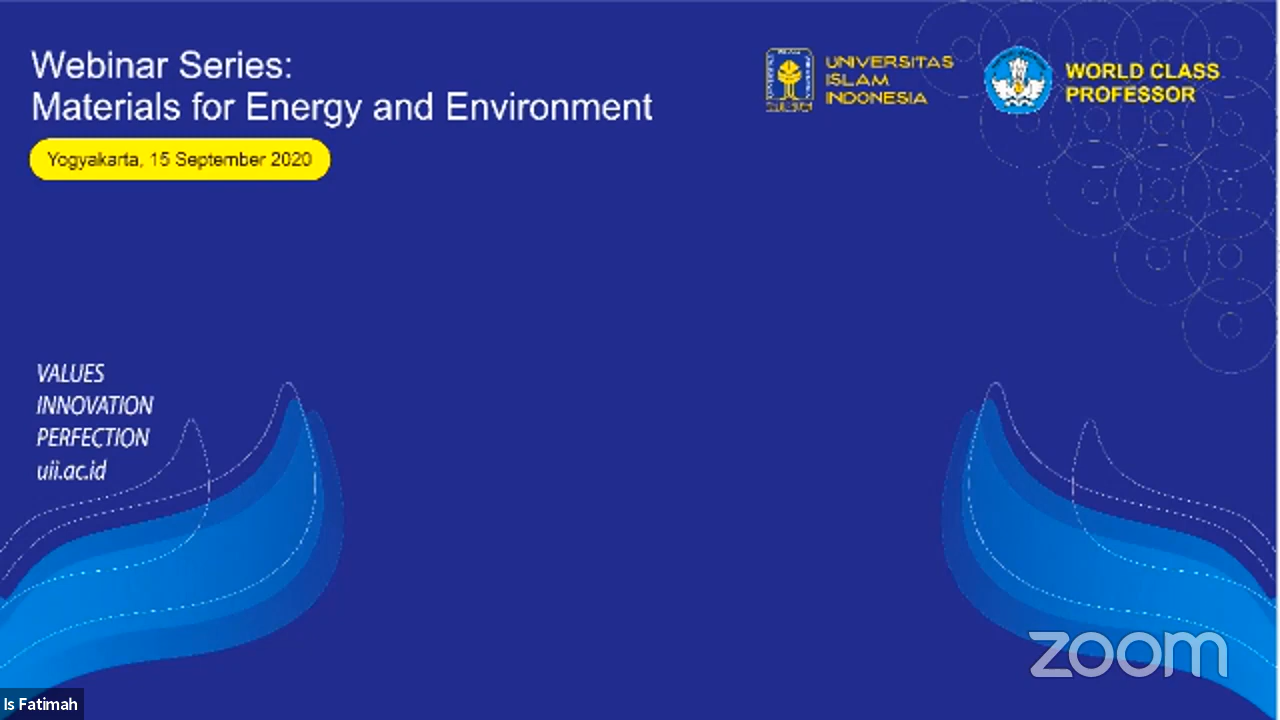 Webinar Series:
Materials for Energy and Environment
Yogyakarta, 15 September 2020
UNIVERSITAS
ISLAM
INDONESIA
WORLD CLASS
PROFESSOR
VALUES
INNOVATION
PERFECTION
uii.ac.id
zoom
Is Fatimah